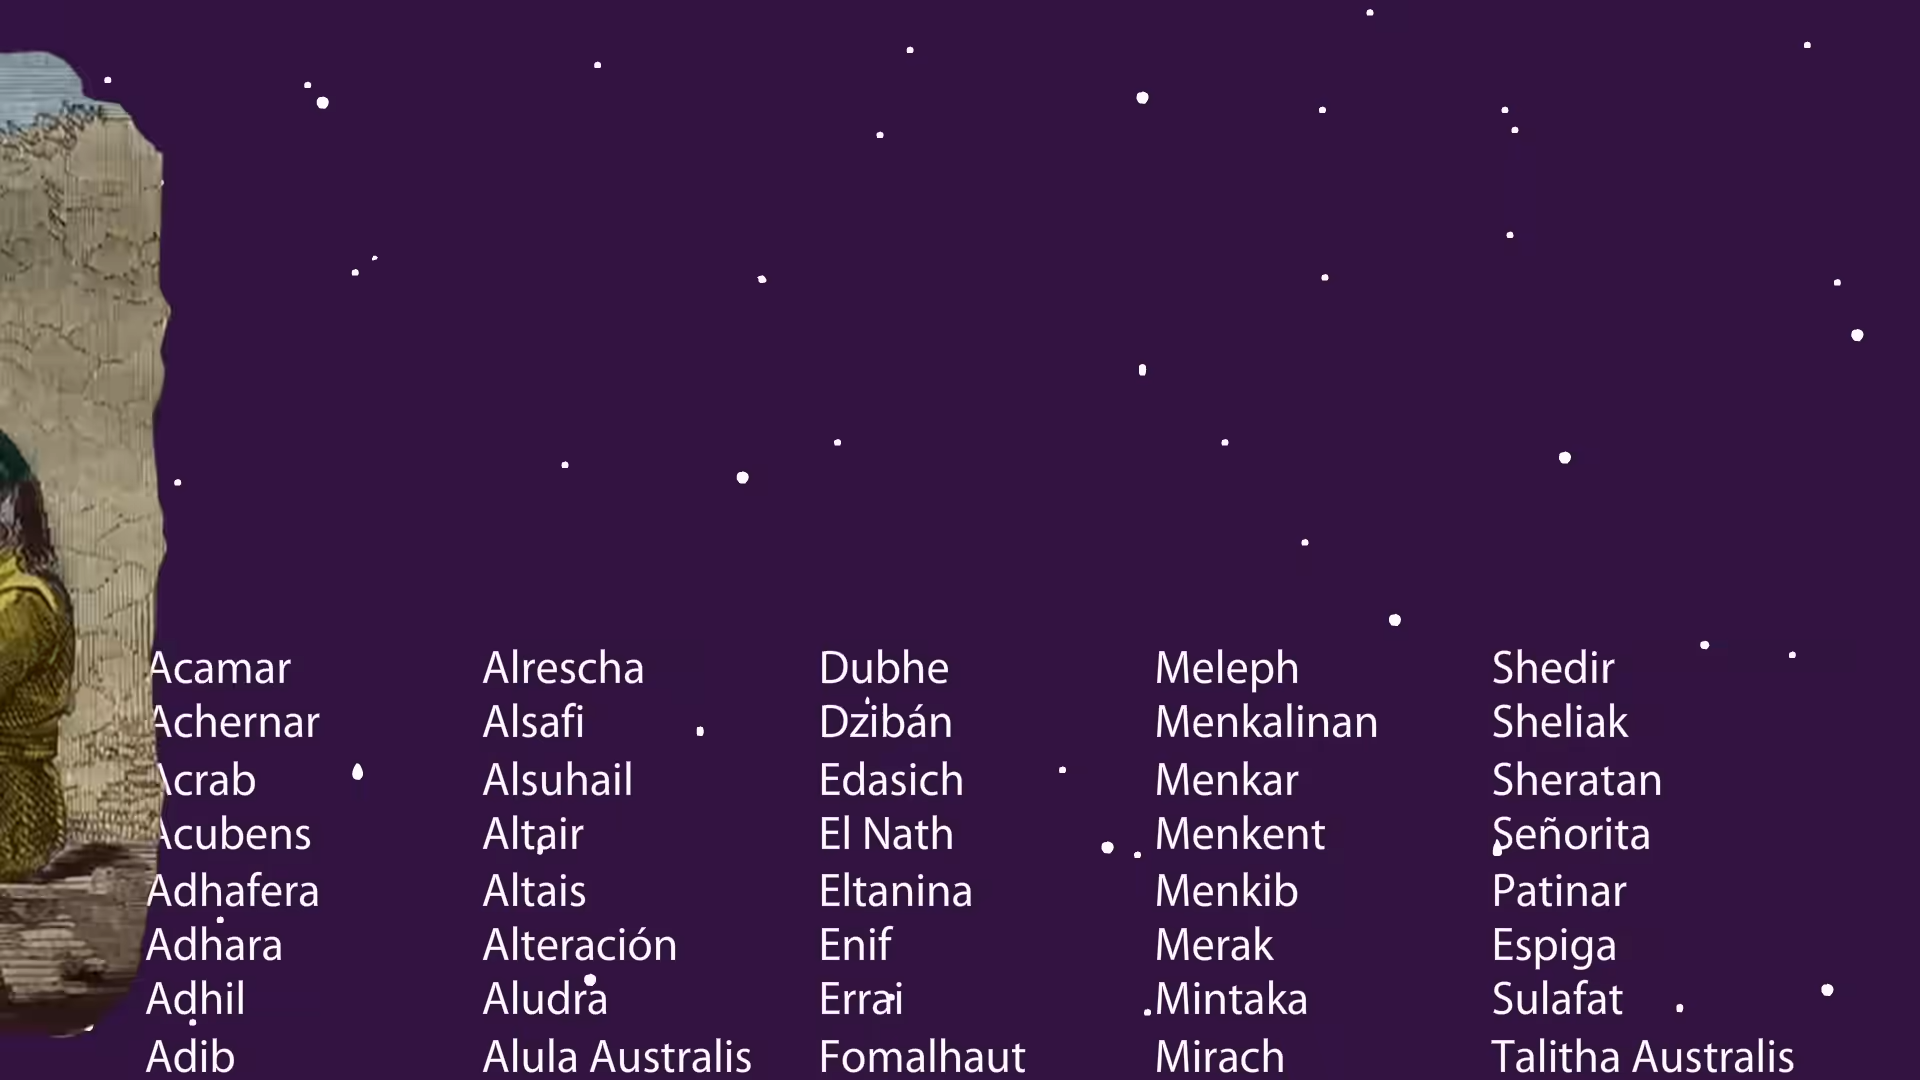 Acamar
Achernar
Acrab
Acubens
Adhafera
Adhara
Adhil
Adib
Alrescha
Alsafi
Alsuhail
Altair
Altais
Alteración
Aludra
Alula Australis
Dubhe
Dzibán
Edasich
El Nath
Eltanina
Enif
Errai
Fomalhaut
Meleph
Menkalinan
Menkar
Menkent
Menkib
Merak
Mintaka
Mirach
Shedir
Sheliak
Sheratan
Señorita
Patinar
Espiga
Sulafat
Talitha Australis